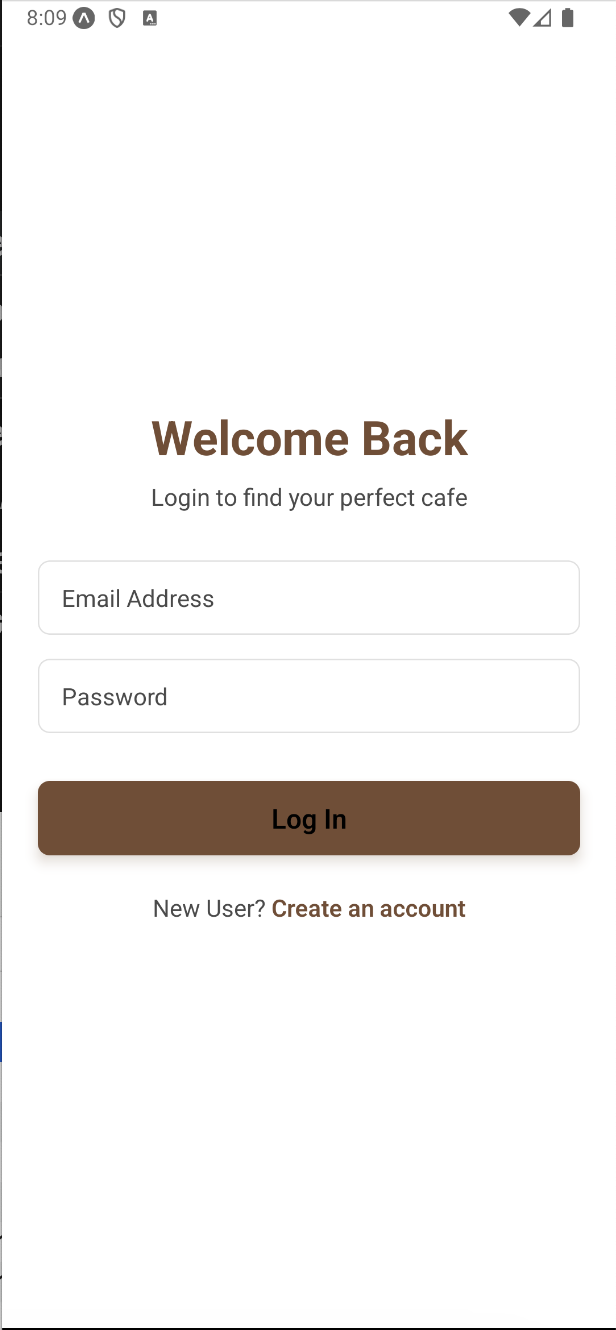 8:09
Welcome Back
Login to find your perfect cafe
Email Address
Password
Log In
New User? Create an account